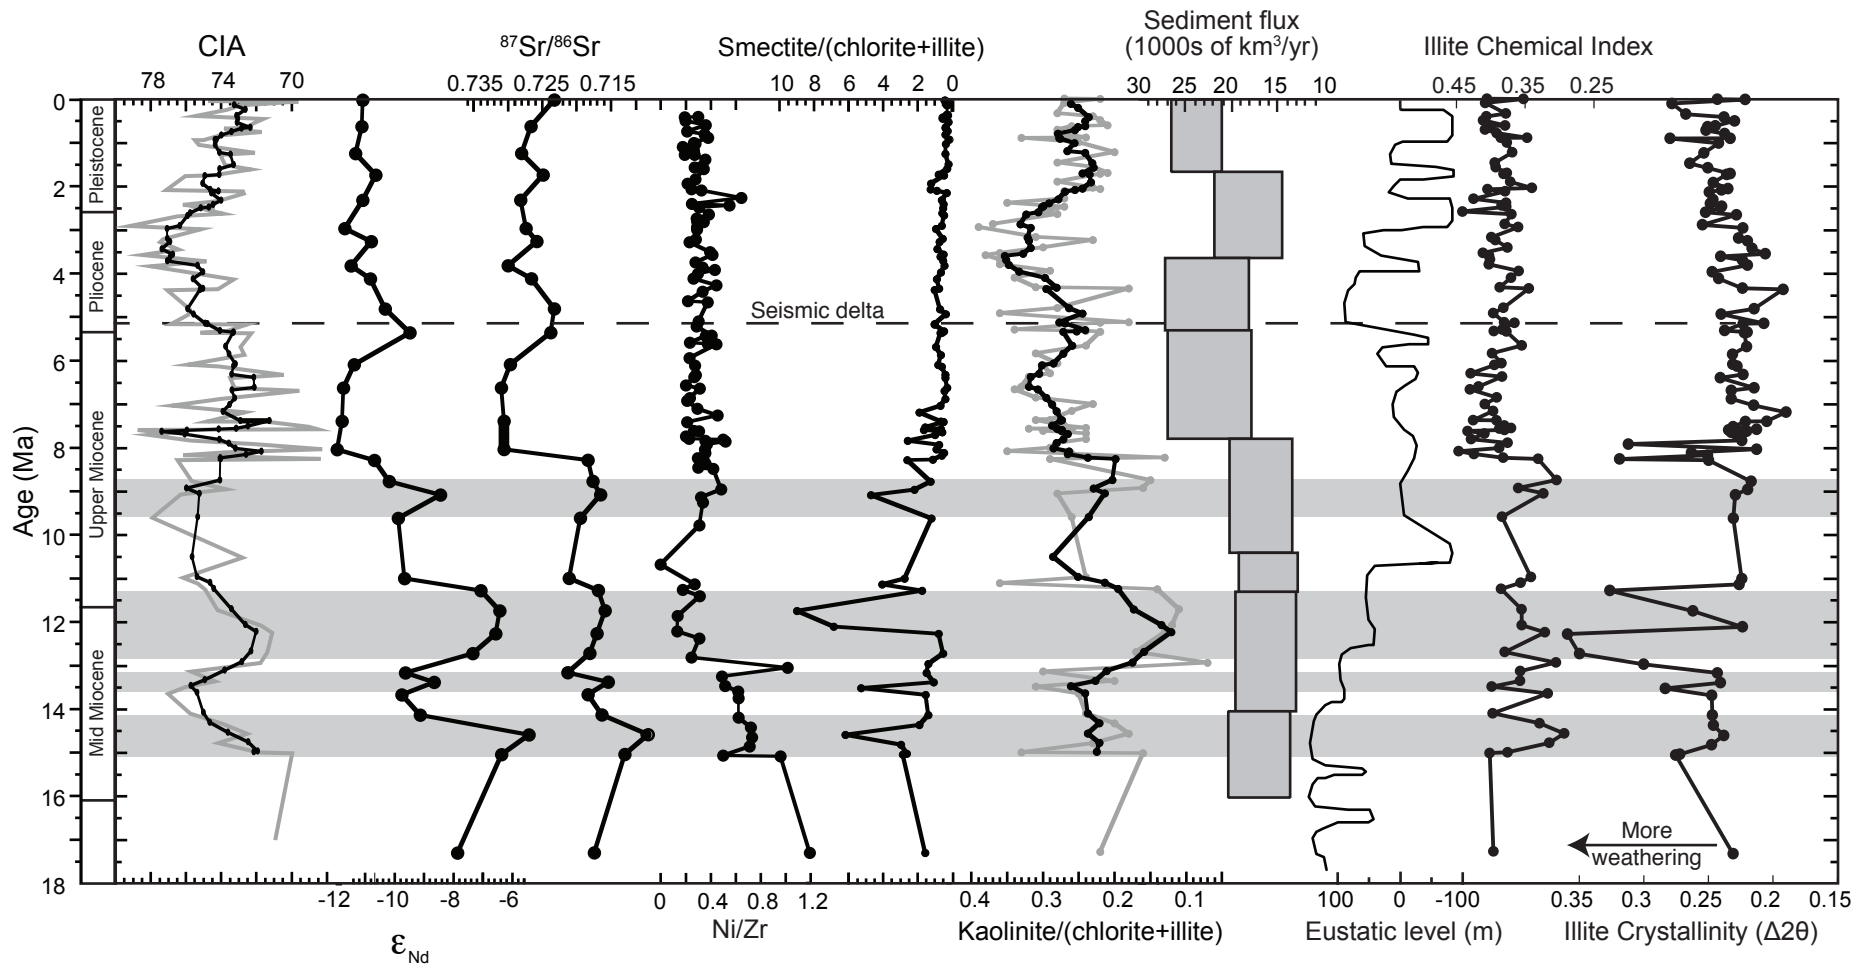 Sediment flux
CIA
87Sr/86Sr
Smectite/(chlorite+illite)
(1000s of km³/yr)
Illite Chemical Index
78 74 70
0.735 0.725 0.715
10 8 6 4 2 0
30 25 20 15 10
0.45 0.35 0.25
Age (Ma)
0
2
4
6
8
10
12
14
16
18
Pleistocene
Pliocene
Upper Miocene
Mid Miocene
Seismic delta
More
weathering
-12 -10 -8 -6
0 0.4 0.8 1.2
0.4 0.3 0.2 0.1
100 0 -100
0.35 0.3 0.25 0.2 0.15
εNd
Ni/Zr
Kaolinite/(chlorite+illite)
Eustatic level (m)
Illite Crystallinity (Δ2θ)